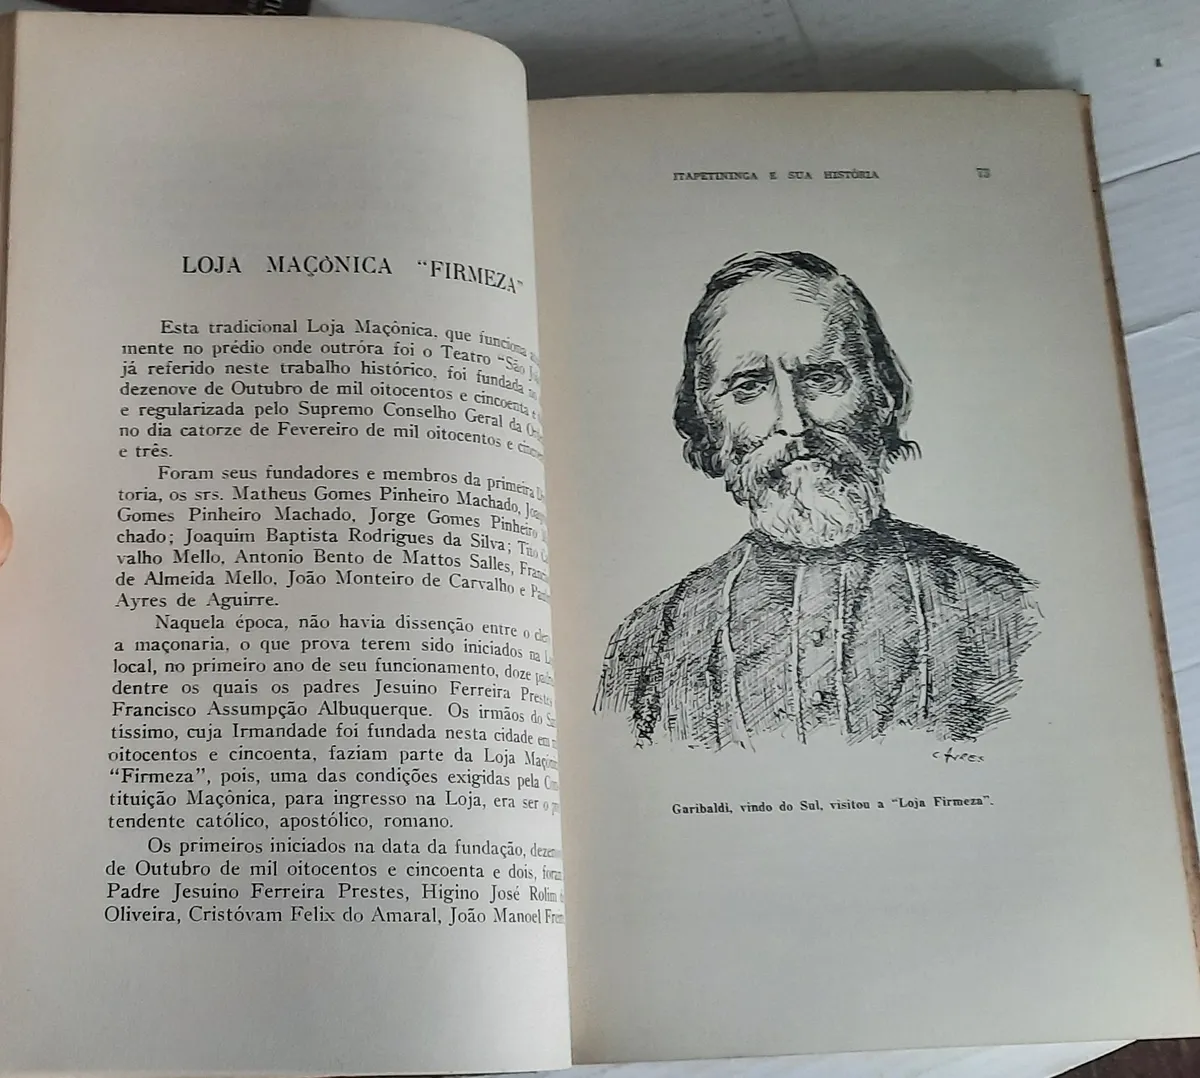 LOJA MAÇÔNICA "FIRMEZA"
Esta tradicional Loja Maçônica, que funciona
mente no prédio onde outróra foi o Teatro "São
já referido neste trabalho histórico, foi fundada
dezenove de Outubro de mil oitocentos e cincoenta e
e regularizada pelo Supremo Conselho Geral da
no dia catorze de Fevereiro de mil oitocentos e
e três.
Foram seus fundadores e membros da primeira
toria, os srs. Matheus Gomes Pinheiro Machado,
Gomes Pinheiro Machado, Jorge Gomes Pinheiro
chado; Joaquim Baptista Rodrigues da Silva; Tito
valho Mello, Antonio Bento de Mattos Salles,
de Almeida Mello, João Monteiro de Carvalho e
Ayres de Aguirre.
Naquela época, não havia dissenção entre o
a maçonaria, o que prova terem sido iniciados na
local, no primeiro ano de seu funcionamento, doze
dentre os quais os padres Jesuino Ferreira Prestes
Francisco Assumpção Albuquerque. Os irmãos do
tissimo, cuja Irmandade foi fundada nesta cidade em
oitocentos e cincoenta, faziam parte da Loja
"Firmeza", pois, uma das condições exigidas pela
tituição Maçônica, para ingresso na Loja, era ser o
tendente católico, apostólico, romano.
Os primeiros iniciados na data da fundação,
de Outubro de mil oitocentos e cincoenta e dois,
Padre Jesuino Ferreira Prestes, Higino José Rolim
Oliveira, Cristóvam Felix do Amaral, João Manoel
ITAPETININGA E SUA HISTÓRIA 73
C. AYRES
Garibaldi, vindo do Sul, visitou a "Loja Firmeza".